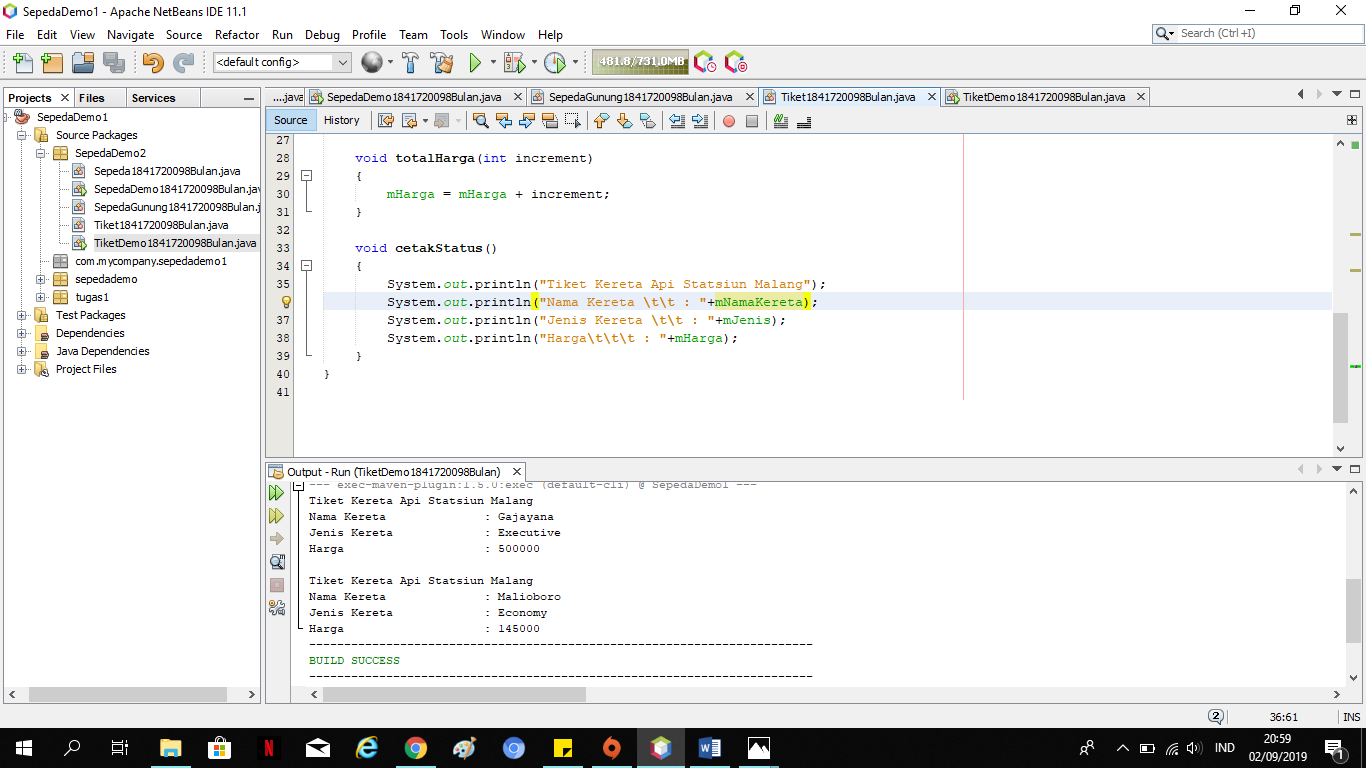 SepedaDemo1 - Apache NetBeans IDE 11.1
File Edit View Navigate Source Refactor Run Debug Profile Team Tools Window Help
Search (Ctrl+I)
<default config>
481.8/731.0MB
Projects Files Services
SepedaDemo1
Source Packages
SepedaDemo2
Sepeda1841720098Bulan.java
SepedaDemo1841720098Bulan.jav
SepedaGunung1841720098Bulan.j
Tiket1841720098Bulan.java
TiketDemo1841720098Bulan.java
com.mycompany.sepedademo1
sepedademo
tugas1
Test Packages
Dependencies
Java Dependencies
Project Files
....java SepedaDemo1841720098Bulan.java SepedaGunung1841720098Bulan.java Tiket1841720098Bulan.java TiketDemo1841720098Bulan.java
Source History
27
28 void totalHarga(int increment)
29 {
30 mHarga = mHarga + increment;
31 }
32
33 void cetakStatus()
34 {
35 System.out.println("Tiket Kereta Api Statsiun Malang");
System.out.println("Nama Kereta \t\t : "+mNamaKereta);
37 System.out.println("Jenis Kereta \t\t : "+mJenis);
38 System.out.println("Harga\t\t\t : "+mHarga);
39 }
40 }
41
Output - Run (TiketDemo1841720098Bulan)
--- exec-maven-plugin:1.5.0:exec (default-cli) @ SepedaDemo1 ---
Tiket Kereta Api Statsiun Malang
Nama Kereta : Gajayana
Jenis Kereta : Executive
Harga : 500000
Tiket Kereta Api Statsiun Malang
Nama Kereta : Malioboro
Jenis Kereta : Economy
Harga : 145000
------------------------------------------------------------------------
BUILD SUCCESS
------------------------------------------------------------------------
2 36:61 INS
IND
20:59
02/09/2019
1